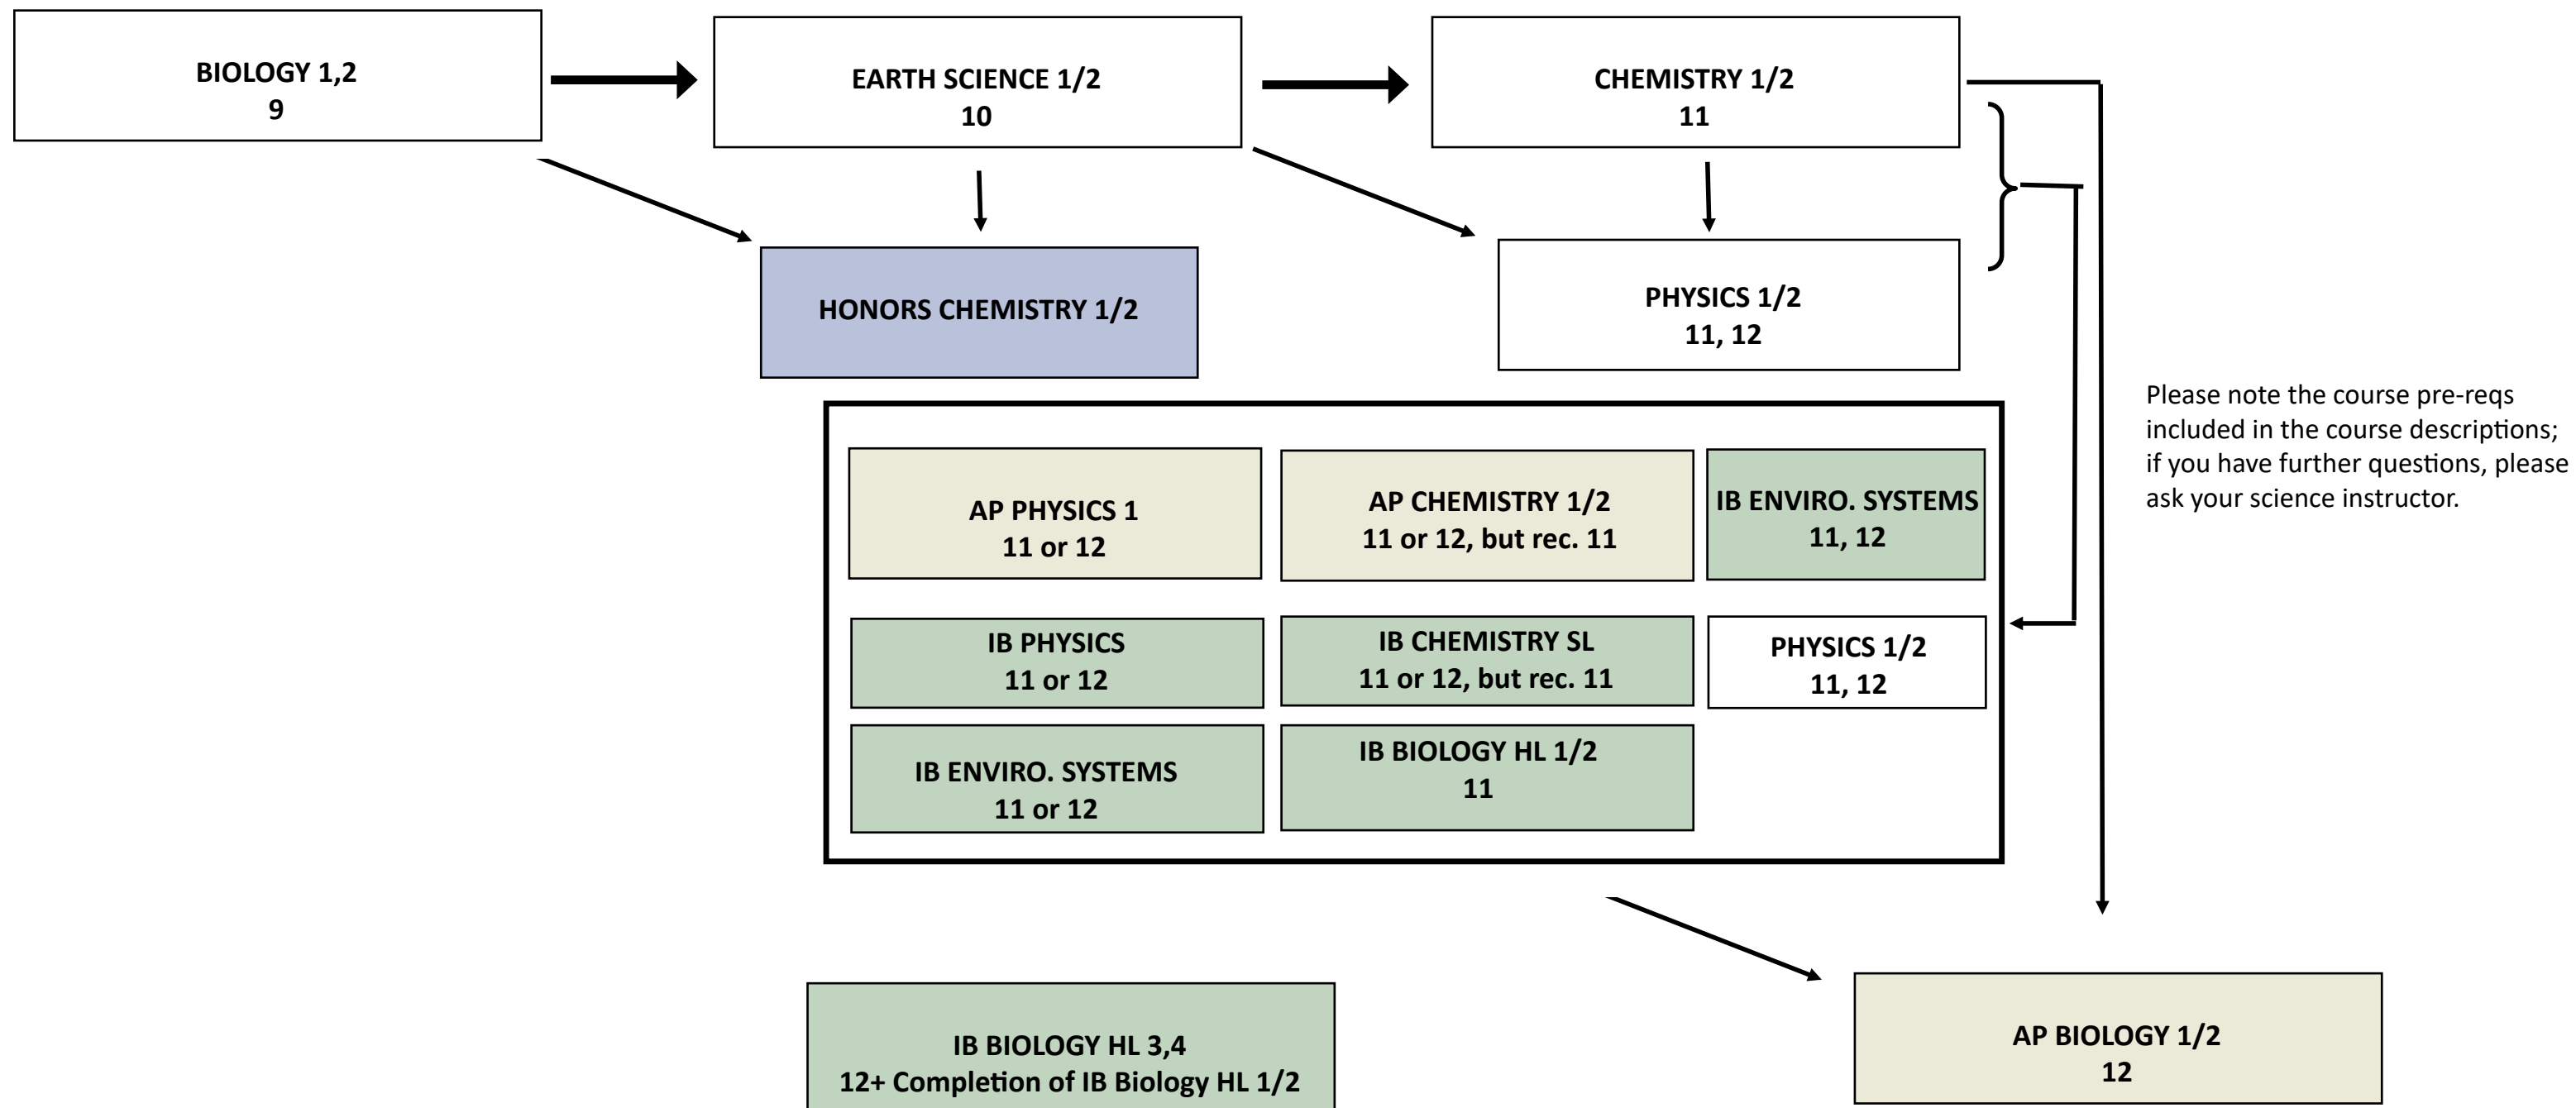 BIOLOGY 1,2
9
EARTH SCIENCE 1/2
10
CHEMISTRY 1/2
11
HONORS CHEMISTRY 1/2
PHYSICS 1/2
11, 12
Please note the course pre-reqs
included in the course descriptions;
if you have further questions, please
ask your science instructor.
AP PHYSICS 1
11 or 12
AP CHEMISTRY 1/2
11 or 12, but rec. 11
IB ENVIRO. SYSTEMS
11, 12
IB PHYSICS
11 or 12
IB CHEMISTRY SL
11 or 12, but rec. 11
PHYSICS 1/2
11, 12
IB ENVIRO. SYSTEMS
11 or 12
IB BIOLOGY HL 1/2
11
IB BIOLOGY HL 3,4
12+ Completion of IB Biology HL 1/2
AP BIOLOGY 1/2
12